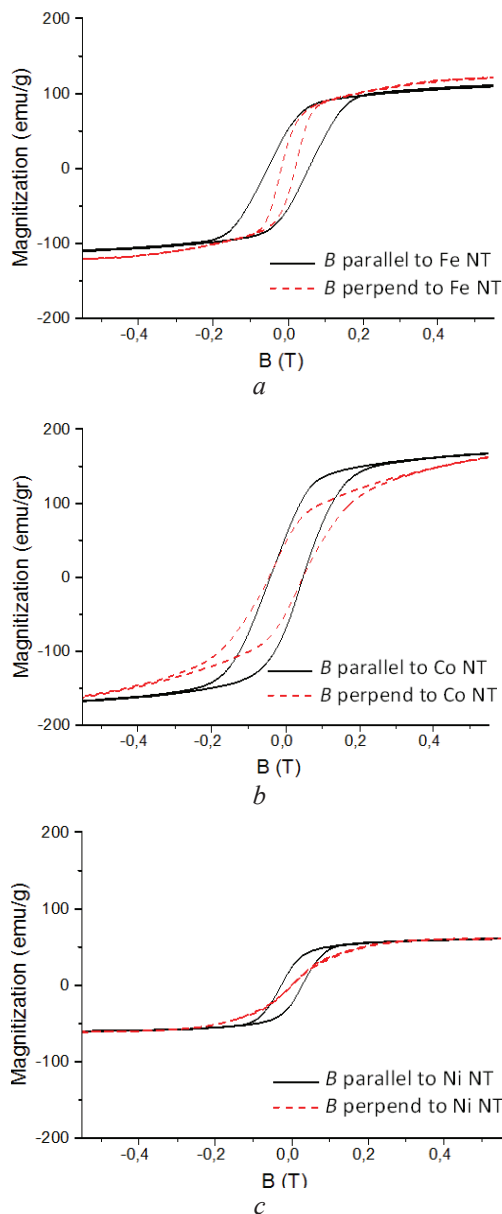 200
Magnitization (emu/g)
100
0
-100
B parallel to Fe NT
B perpend to Fe NT
-200
-0,4 -0,2 0,0 0,2 0,4
B (T)
a
200
Magnitization (emu/gr)
100
0
-100
B parallel to Co NT
B perpend to Co NT
-200
-0,4 -0,2 0,0 0,2 0,4
B (T)
b
200
Magnitization (emu/g)
100
0
-100
B parallel to Ni NT
B perpend to Ni NT
-200
-0,4 -0,2 0,0 0,2 0,4
B (T)
c